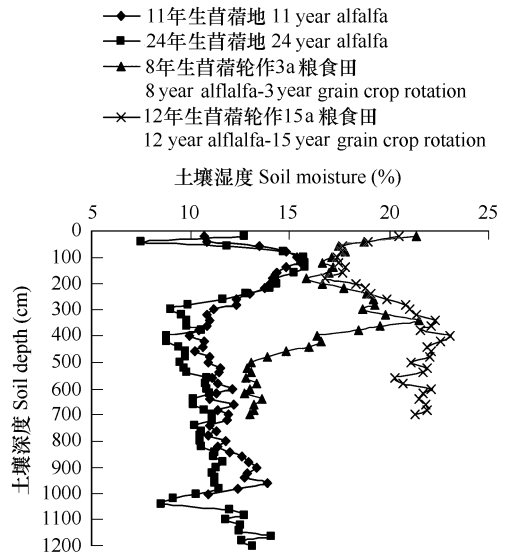 11年生苜蓿地 11 year alfalfa
24年生苜蓿地 24 year alfalfa
8年生苜蓿轮作3a 粮食田
8 year alflalfa-3 year grain crop rotation
12年生苜蓿轮作15a 粮食田
12 year alflalfa-15 year grain crop rotation
土壤湿度 Soil moisture (%)
5 10 15 20 25
土壤深度 Soil depth (cm)
0
100
200
300
400
500
600
700
800
900
1000
1100
1200